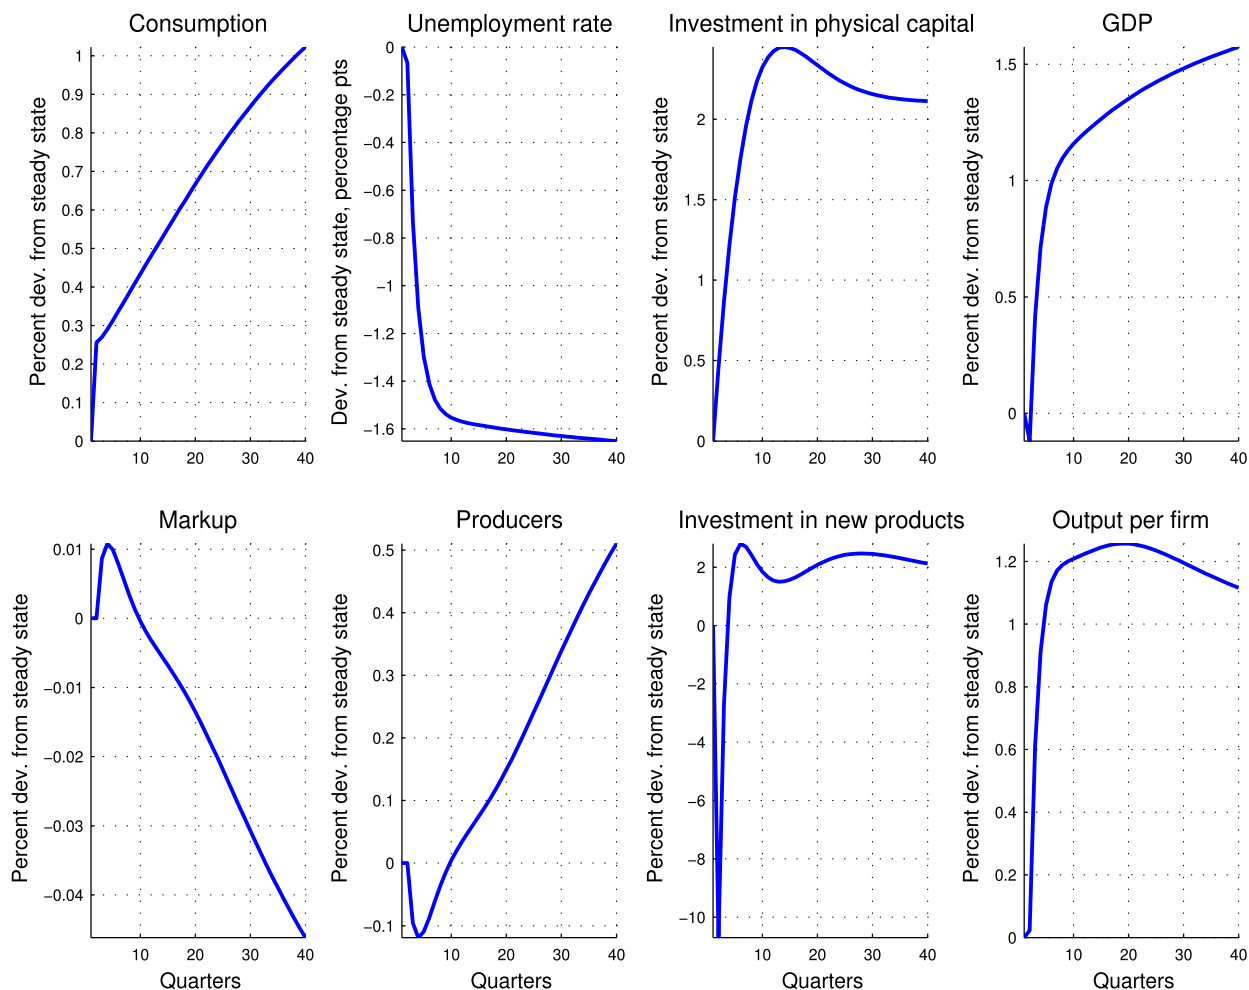 Consumption
Unemployment rate
Investment in physical capital
GDP
Percent dev. from steady state
1
0.9
0.8
0.7
0.6
0.5
0.4
0.3
0.2
0.1
0
10 20 30 40
Dev. from steady state, percentage pts
0
−0.2
−0.4
−0.6
−0.8
−1
−1.2
−1.4
−1.6
10 20 30 40
Percent dev. from steady state
2
1.5
1
0.5
0
10 20 30 40
Percent dev. from steady state
1.5
1
0.5
0
10 20 30 40
Markup
Producers
Investment in new products
Output per firm
Percent dev. from steady state
0.01
0
−0.01
−0.02
−0.03
−0.04
10 20 30 40
Quarters
Percent dev. from steady state
0.5
0.4
0.3
0.2
0.1
0
−0.1
10 20 30 40
Quarters
Percent dev. from steady state
2
0
−2
−4
−6
−8
−10
10 20 30 40
Quarters
Percent dev. from steady state
1.2
1
0.8
0.6
0.4
0.2
0
10 20 30 40
Quarters